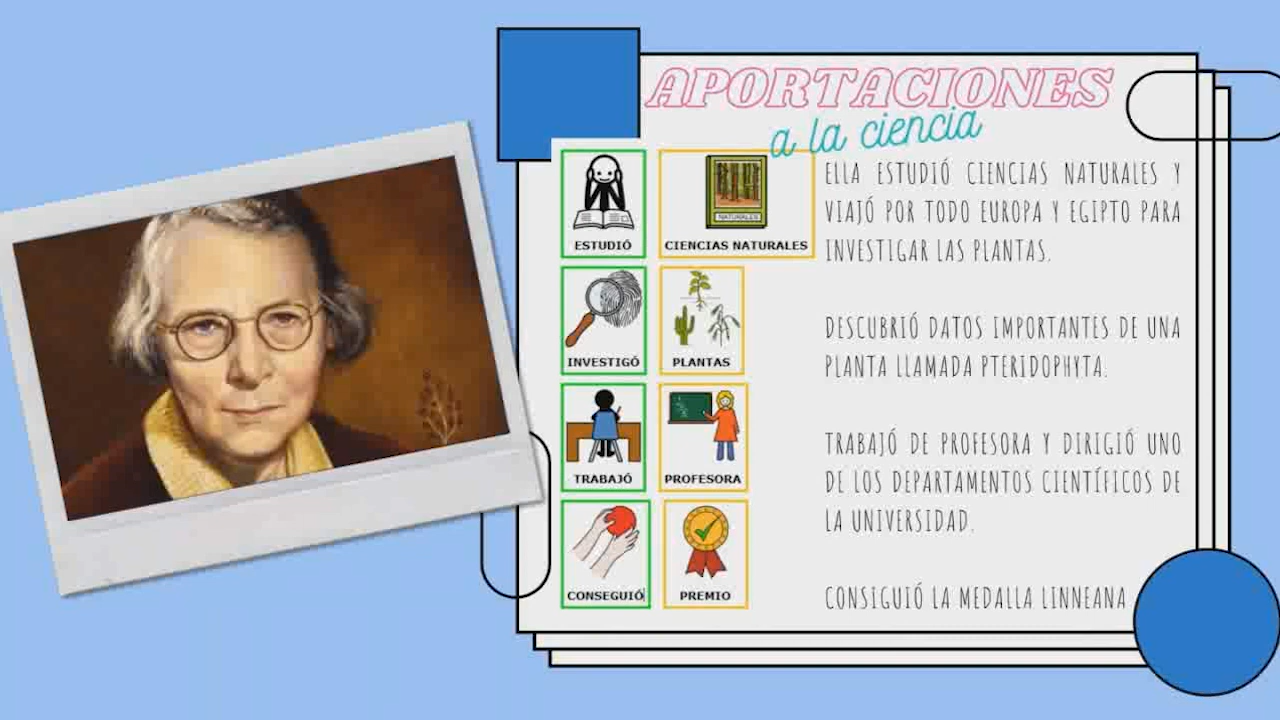 APORTACIONES
a la ciencia
ESTUDIÓ
NATURALES
CIENCIAS NATURALES
INVESTIGÓ
PLANTAS
TRABAJÓ
PROFESORA
CONSEGUIÓ
PREMIO
ELLA ESTUDIÓ CIENCIAS NATURALES Y
VIAJÓ POR TODO EUROPA Y EGIPTO PARA
INVESTIGAR LAS PLANTAS.
DESCUBRIÓ DATOS IMPORTANTES DE UNA
PLANTA LLAMADA PTERIDOPHYTA.
TRABAJÓ DE PROFESORA Y DIRIGIÓ UNO
DE LOS DEPARTAMENTOS CIENTÍFICOS DE
LA UNIVERSIDAD.
CONSIGUIÓ LA MEDALLA LINNEANA